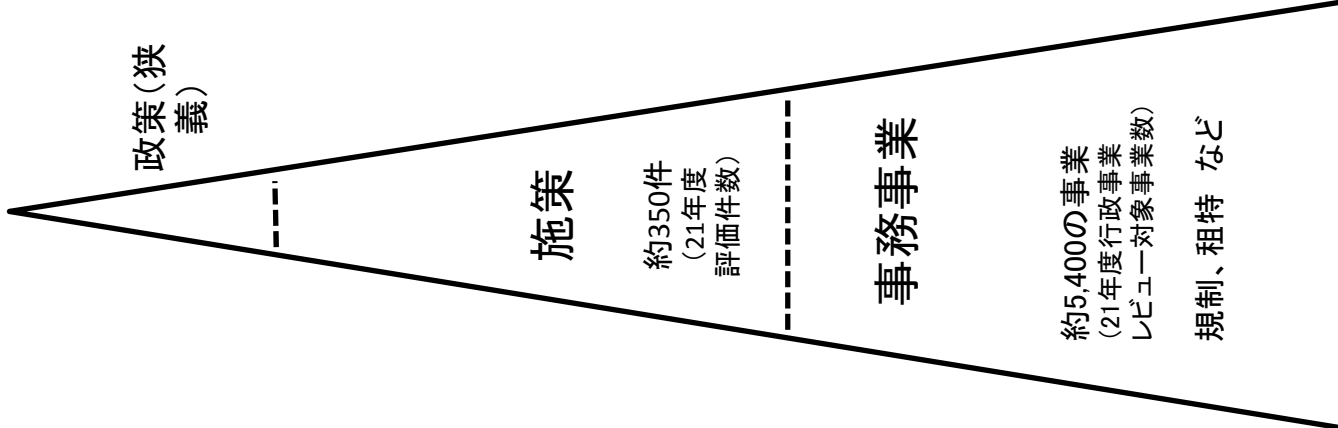 政策(狭
義)
施策
約350件
(21年度
評価件数)
事務事業
約5,400の事業
(21年度行政事業
レビュー対象事業数)
規制、租特 など